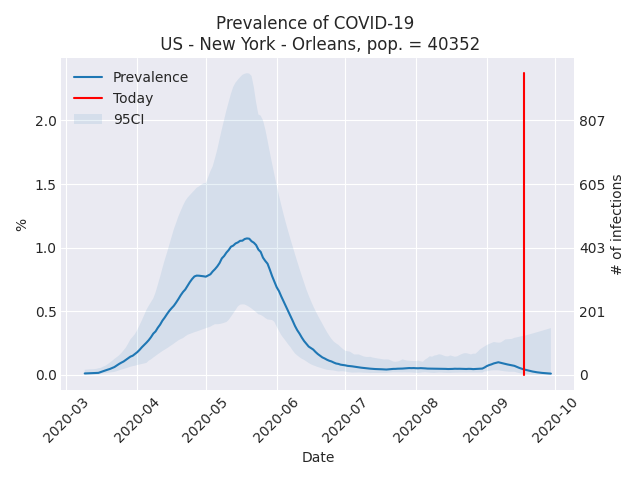 Prevalence of COVID-19
US - New York - Orleans, pop. = 40352
Prevalence
Today
95CI
2.0
1.5
1.0
0.5
0.0
%
807
605
403
201
0
# of infections
2020-03
2020-04
2020-05
2020-06
2020-07
2020-08
2020-09
2020-10
Date